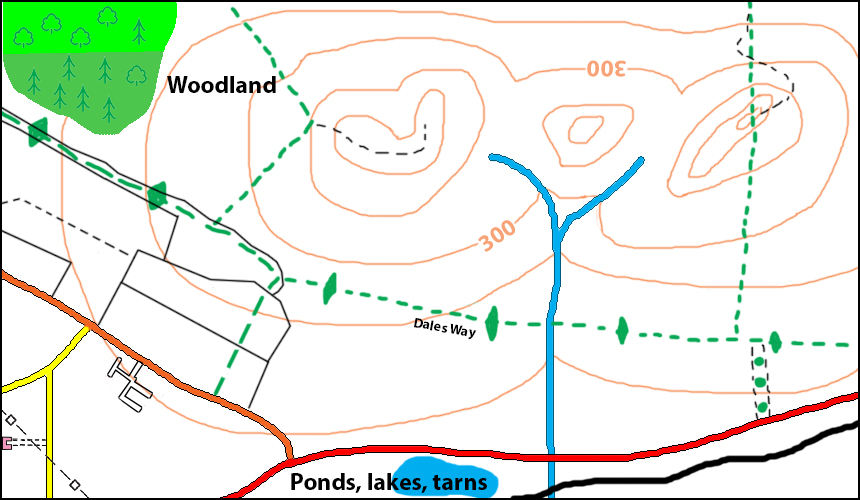 300
Woodland
300
Dales Way
Ponds, lakes, tarns